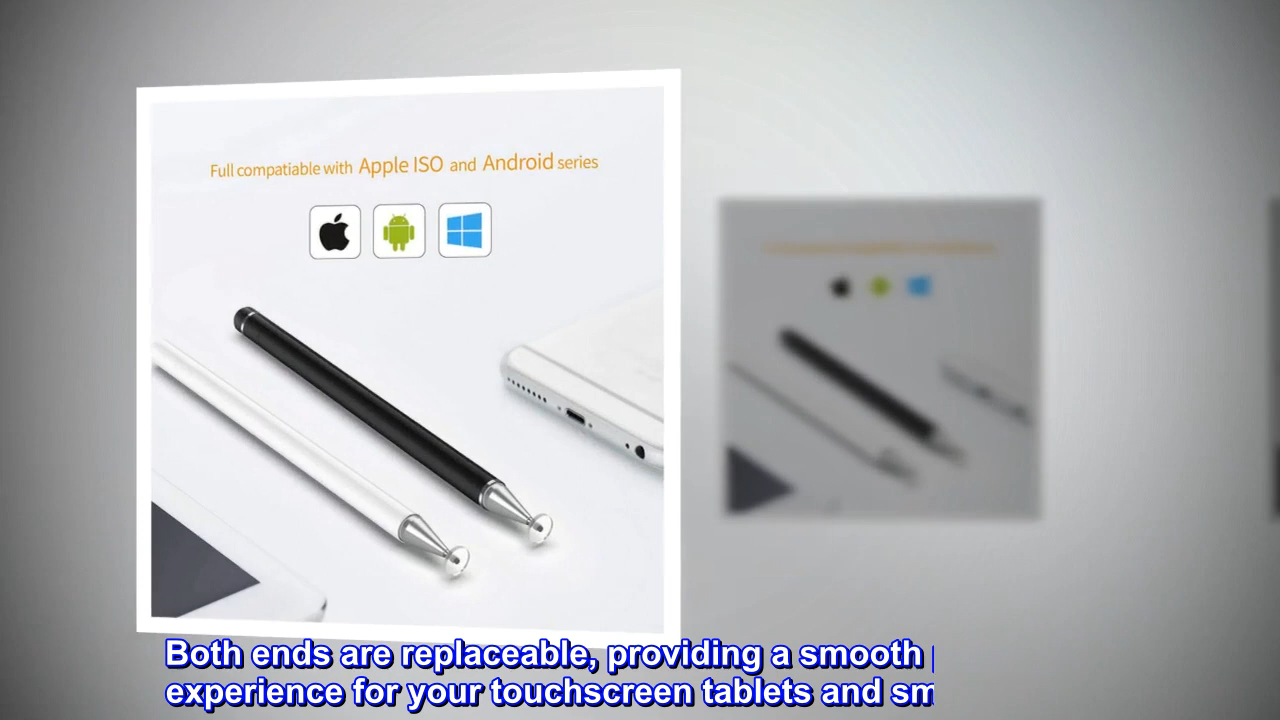 Full compatiable with Apple ISO and Android series
Both ends are replaceable, providing a smooth
experience for your touchscreen tablets and